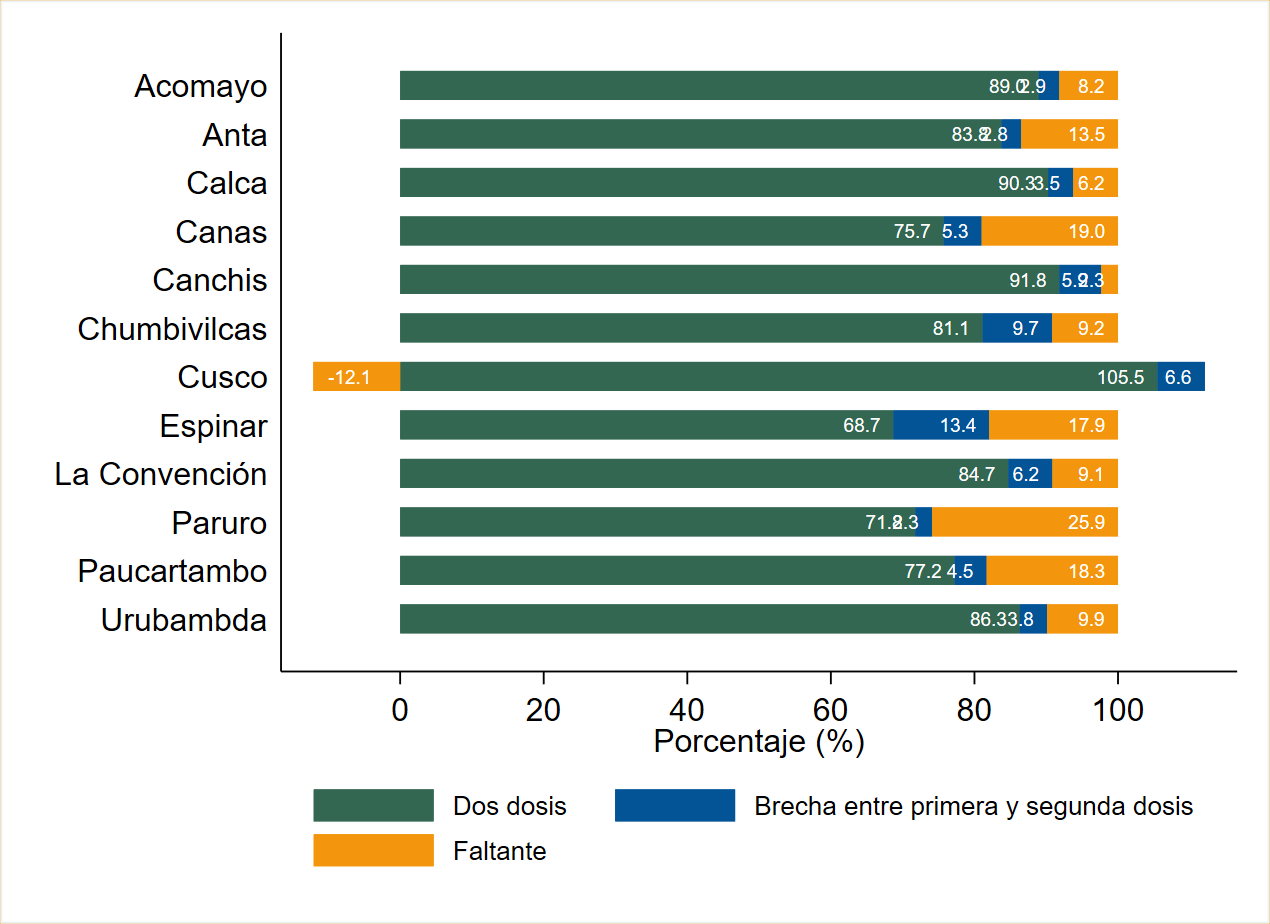 Acomayo 89.0 2.9 8.2
Anta 83.8 2.8 13.5
Calca 90.3 3.5 6.2
Canas 75.7 5.3 19.0
Canchis 91.8 5.9 2.3
Chumbivilcas 81.1 9.7 9.2
Cusco -12.1 105.5 6.6
Espinar 68.7 13.4 17.9
La Convención 84.7 6.2 9.1
Paruro 71.8 2.3 25.9
Paucartambo 77.2 4.5 18.3
Urubambda 86.3 3.8 9.9
0 20 40 60 80 100
Porcentaje (%)
Dos dosis Brecha entre primera y segunda dosis
Faltante